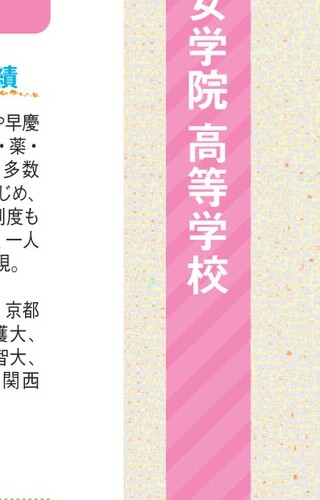 女学院 高等学校
績
や早慶
・薬・
多数
じめ、
制度も
一人
現。
京都
護大、
智大、
関西